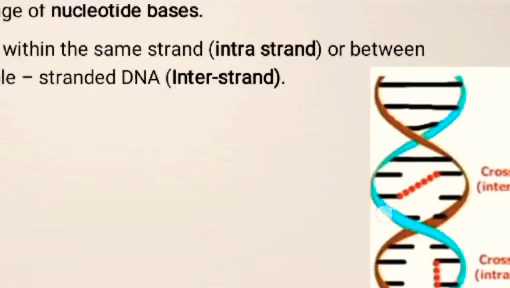 ge of nucleotide bases.
within the same strand (intra strand) or between
le – stranded DNA (Inter-strand).
Cros
(inter
Cros
(intra